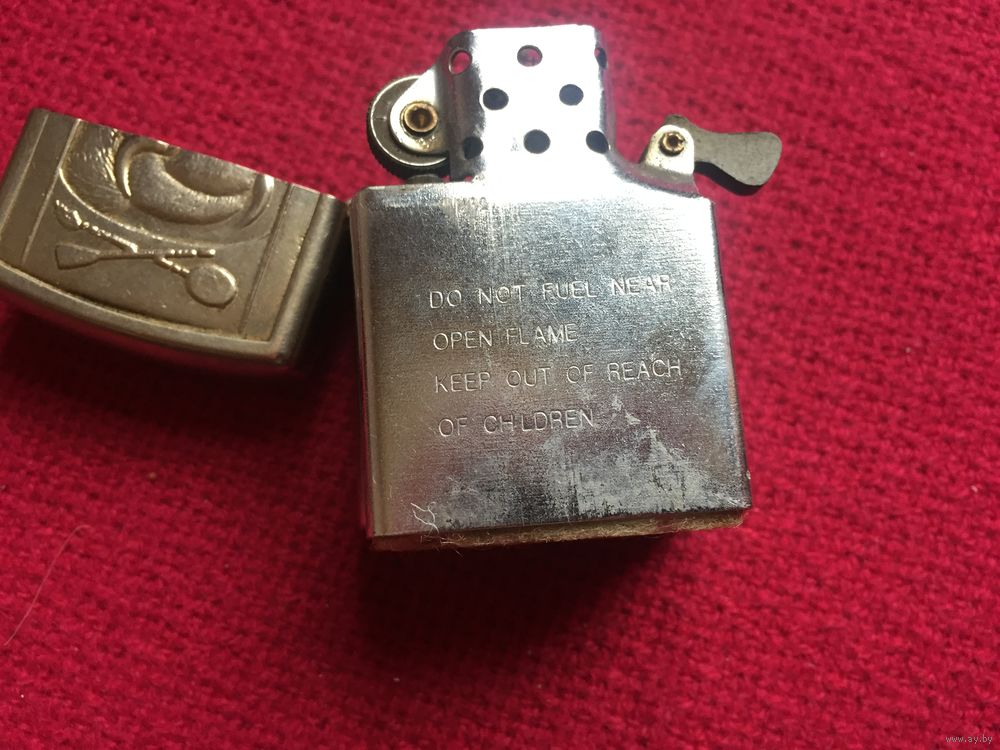 DO NOT FUEL NEAR
OPEN FLAME
KEEP OUT OF REACH
OF CHILDREN
www.ay.by